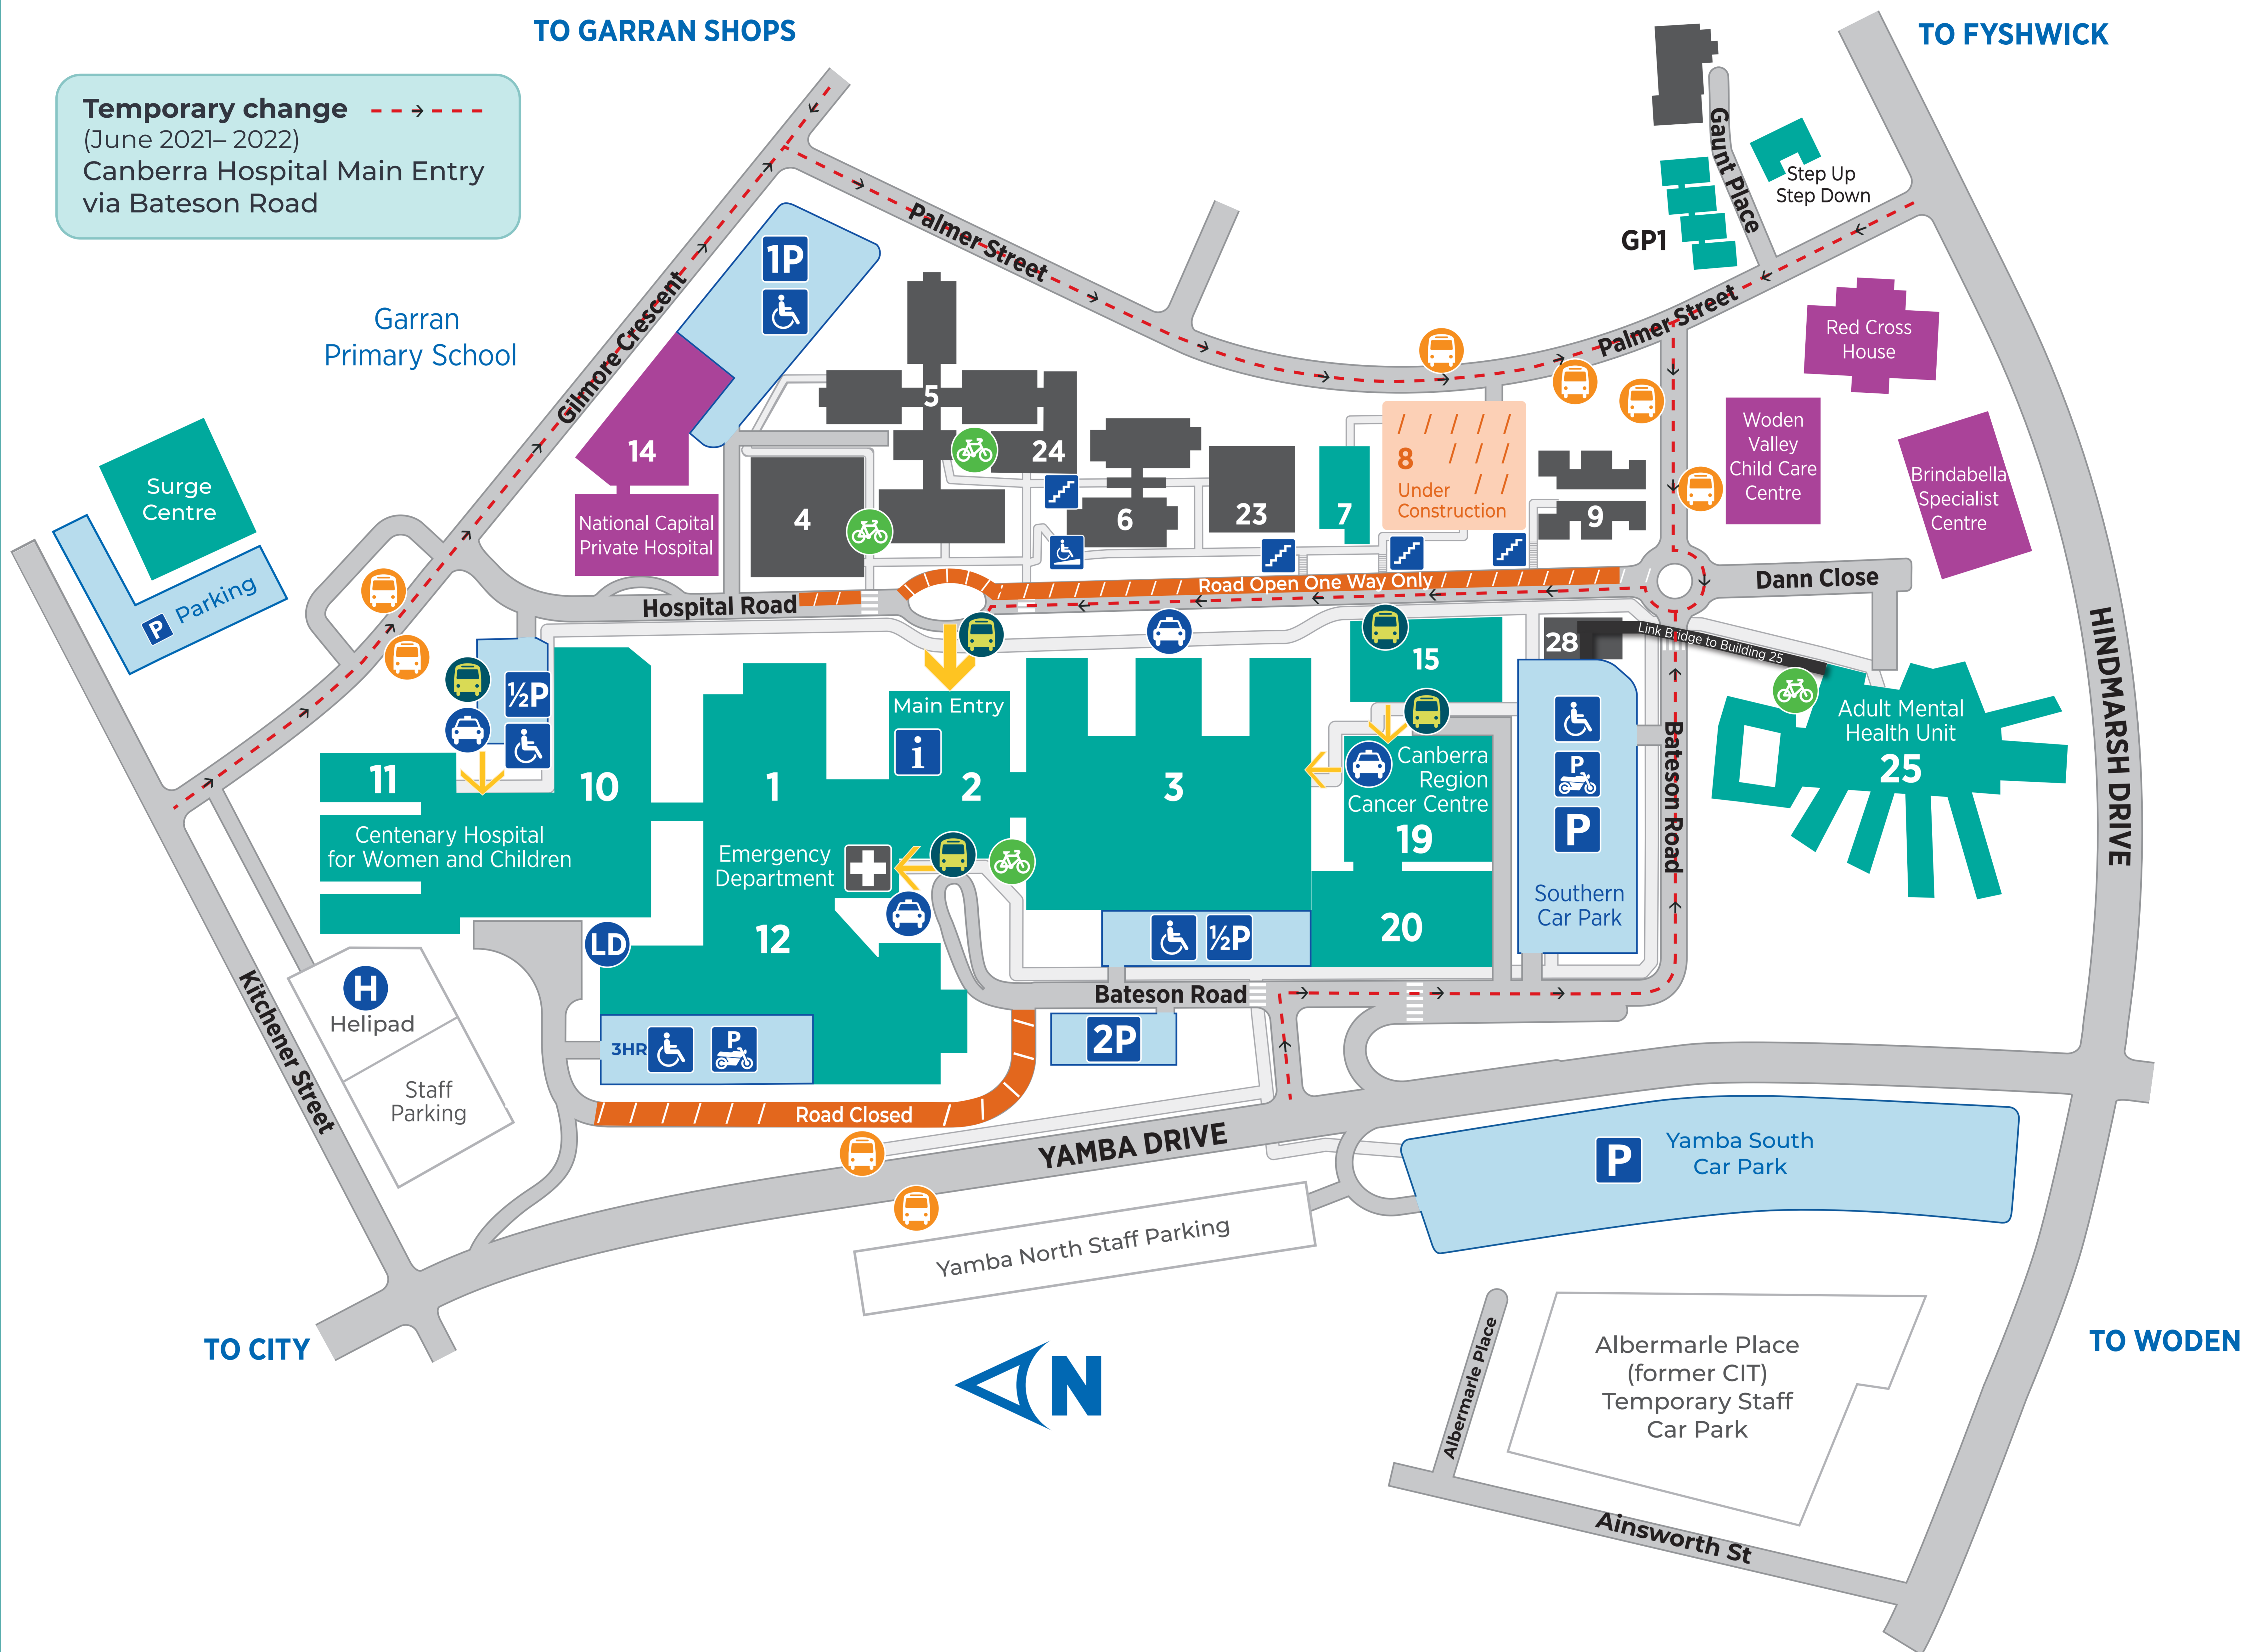 TO GARRAN SHOPS
TO FYSHWICK
Temporary change
(June 2021– 2022)
Canberra Hospital Main Entry
via Bateson Road
Gaunt Place
Step Up
Step Down
GP1
Palmer Street
1P
Garran
Primary School
Gilmore Crescent
Palmer Street
Red Cross
House
5
14
24
Woden
Valley
Child Care
Centre
8
Under
Construction
Brindabella
Specialist
Centre
Surge
Centre
National Capital
Private Hospital
4
6
23
7
9
P Parking
Hospital Road
Road Open One Way Only
Dann Close
HINDMARSH DRIVE
28
Link Bridge to Building 25
15
½P
Main Entry
i
Adult Mental
Health Unit
25
Bateson Road
11
10
1
2
3
Canberra
Region
Cancer Centre
19
P
P
Centenary Hospital
for Women and Children
Emergency
Department
Southern
Car Park
12
LD
½P
20
H
Helipad
Kitchener Street
Bateson Road
3HR
P
2P
Staff
Parking
Road Closed
YAMBA DRIVE
P
Yamba South
Car Park
Yamba North Staff Parking
TO CITY
N
Albermarle Place
Albermarle Place
(former CIT)
Temporary Staff
Car Park
TO WODEN
Ainsworth St